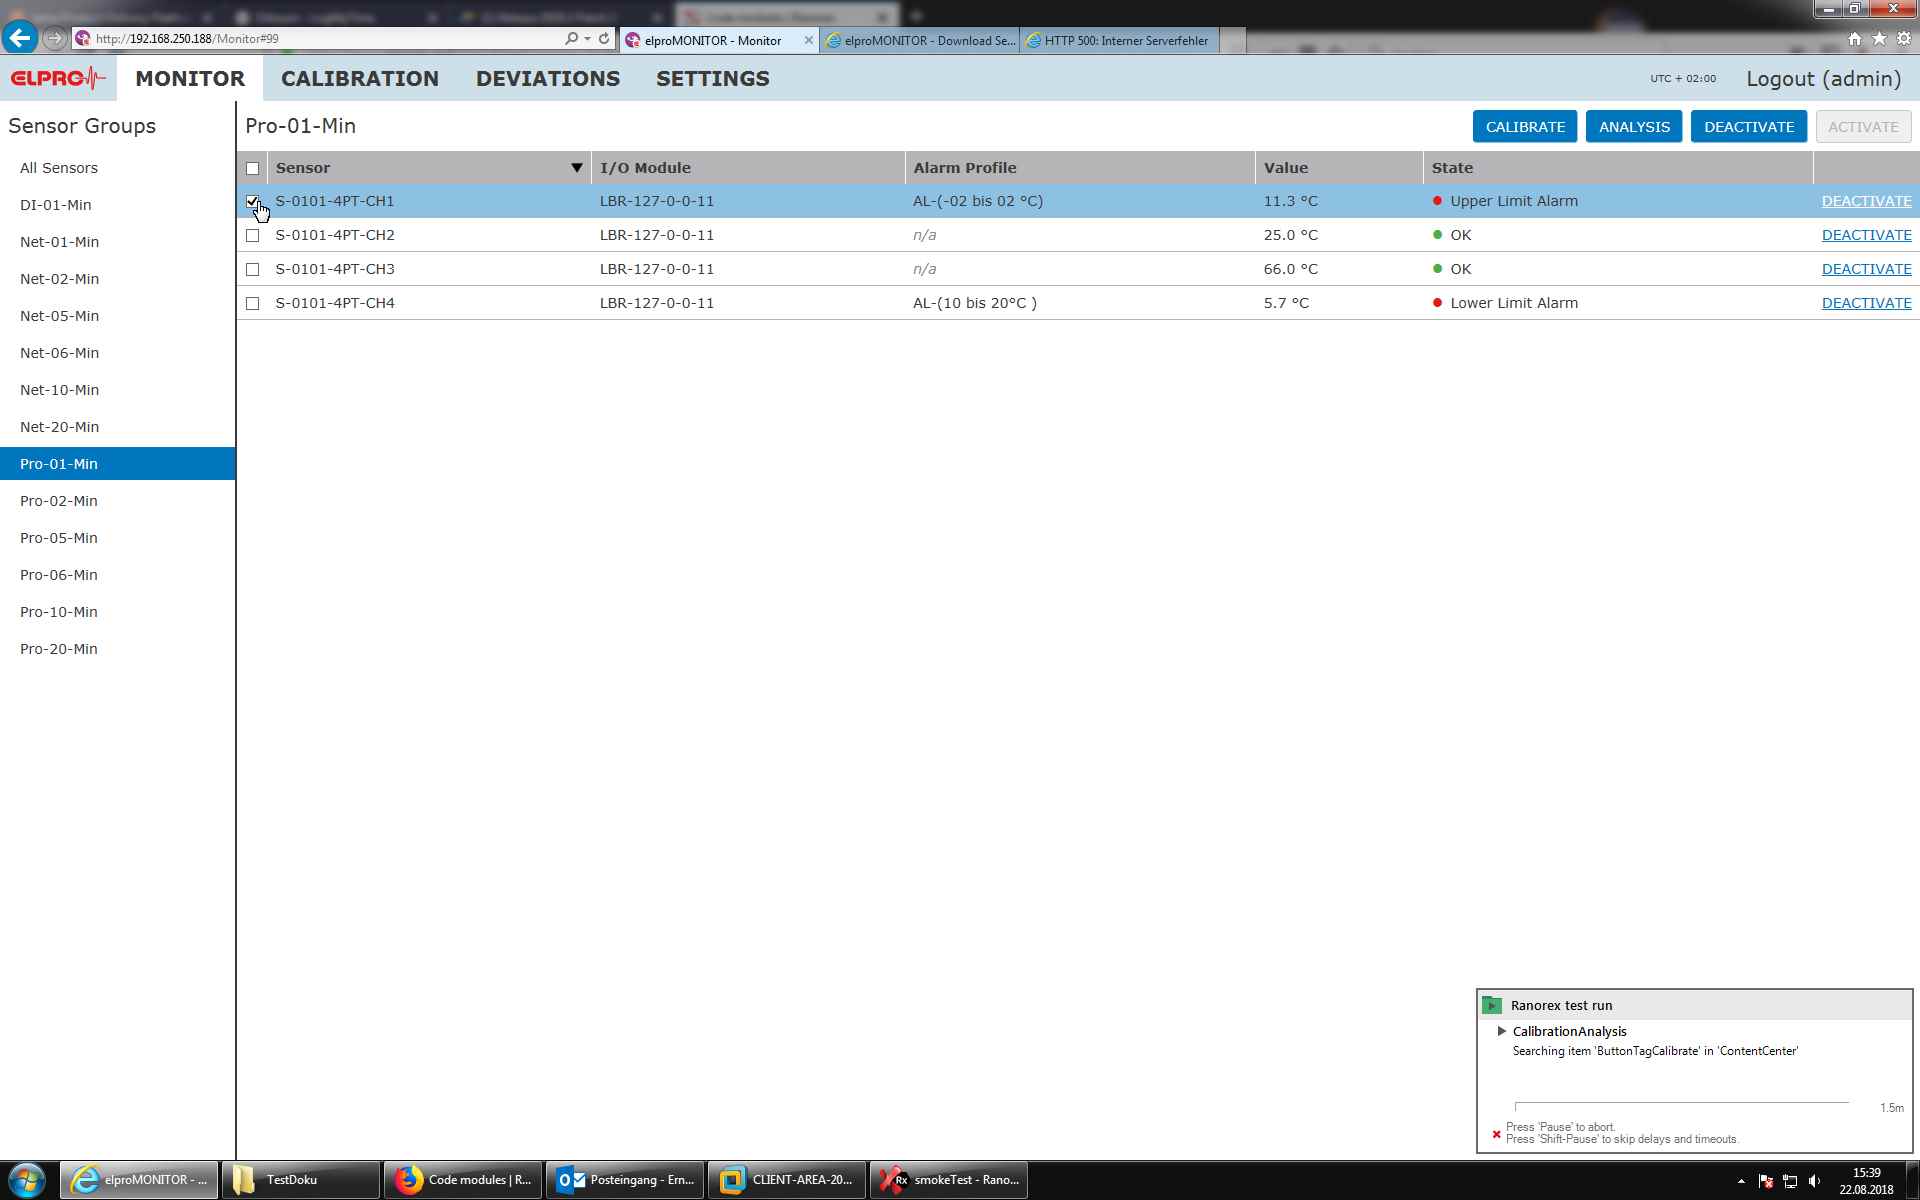 http://192.168.250.188/Monitor#99
elproMONITOR - Monitor
elproMONITOR - Download Se...
HTTP 500: Interner Serverfehler
ELPRO
MONITOR
CALIBRATION
DEVIATIONS
SETTINGS
UTC + 02:00
Logout (admin)
Sensor Groups
All Sensors
DI-01-Min
Net-01-Min
Net-02-Min
Net-05-Min
Net-06-Min
Net-10-Min
Net-20-Min
Pro-01-Min
Pro-02-Min
Pro-05-Min
Pro-06-Min
Pro-10-Min
Pro-20-Min
Pro-01-Min
CALIBRATE ANALYSIS DEACTIVATE ACTIVATE
Sensor ▼ I/O Module Alarm Profile Value State
S-0101-4PT-CH1 LBR-127-0-0-11 AL-(-02 bis 02 °C) 11.3 °C Upper Limit Alarm DEACTIVATE
S-0101-4PT-CH2 LBR-127-0-0-11 n/a 25.0 °C OK DEACTIVATE
S-0101-4PT-CH3 LBR-127-0-0-11 n/a 66.0 °C OK DEACTIVATE
S-0101-4PT-CH4 LBR-127-0-0-11 AL-(10 bis 20°C ) 5.7 °C Lower Limit Alarm DEACTIVATE
Ranorex test run
CalibrationAnalysis
Searching item 'ButtonTagCalibrate' in 'ContentCenter'
1.5m
Press 'Pause' to abort.
Press 'Shift-Pause' to skip delays and timeouts.
elproMONITOR - ...
TestDoku
Code modules | R...
Posteingang - Ern...
CLIENT-AREA-20...
smokeTest - Rano...
15:39
22.08.2018